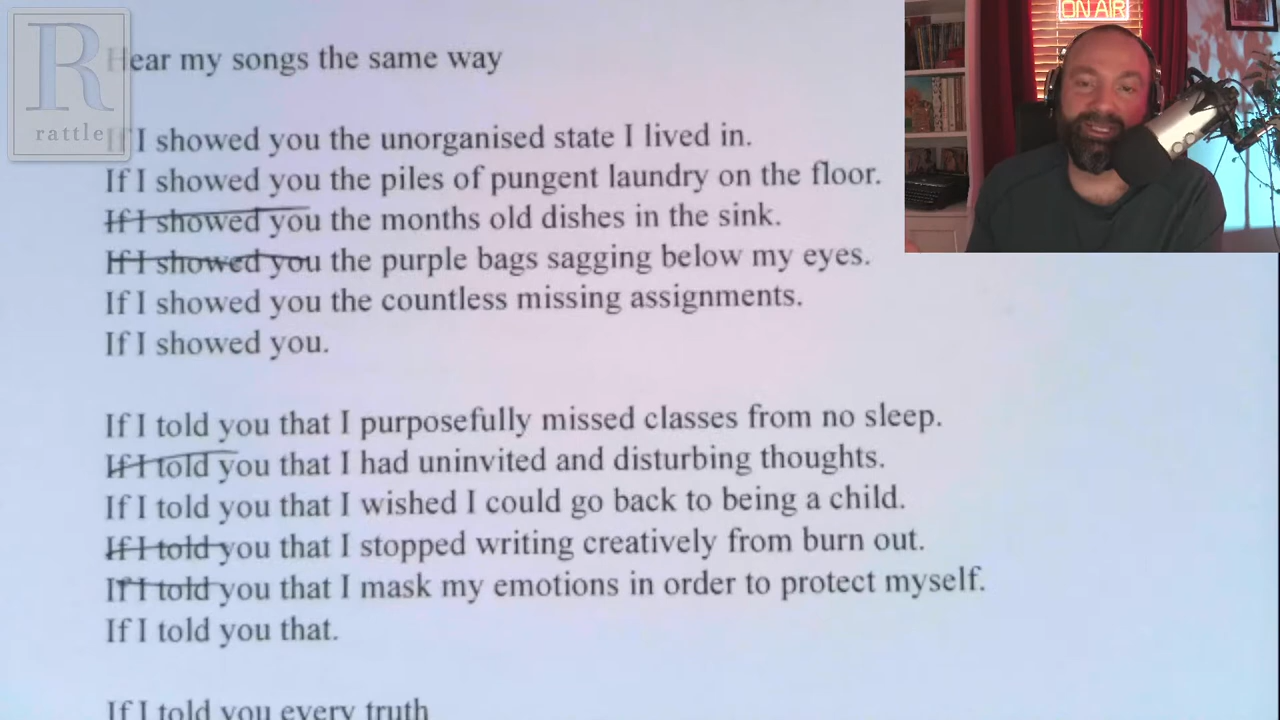 R
rattle
ON AIR
Hear my songs the same way
If I showed you the unorganised state I lived in.
If I showed you the piles of pungent laundry on the floor.
If I showed you the months old dishes in the sink.
If I showed you the purple bags sagging below my eyes.
If I showed you the countless missing assignments.
If I showed you.
If I told you that I purposefully missed classes from no sleep.
If I told you that I had uninvited and disturbing thoughts.
If I told you that I wished I could go back to being a child.
If I told you that I stopped writing creatively from burn out.
If I told you that I mask my emotions in order to protect myself.
If I told you that.
If I told you every truth